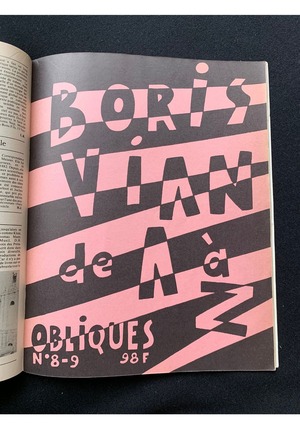 BORIS
ViAN
de A à
Z
OBLiQUES
N°8-9 98F